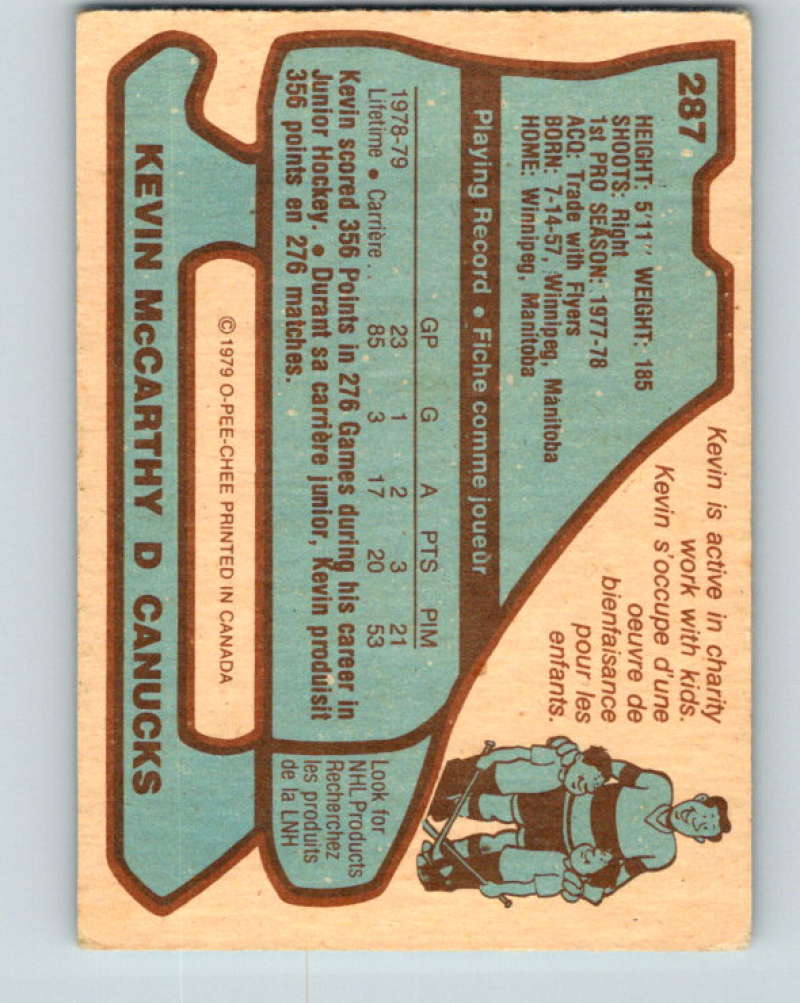 287
HEIGHT: 5'11" WEIGHT: 185
SHOOTS: Right
1st PRO SEASON: 1977-78
ACQ: Trade with Flyers
BORN: 7-14-57, Winnipeg, Manitoba
HOME: Winnipeg, Manitoba
Kevin is active in charity
work with kids.
Kevin s'occupe d'une
oeuvre de
bienfaisance
pour les
enfants.
Playing Record • Fiche comme joueur
GP G A PTS PIM
1978-79 23 1 2 3 21
Lifetime • Carrière .. 85 3 17 20 53
Kevin scored 356 Points in 276 Games during his career in
Junior Hockey. • Durant sa carrière junior, Kevin produisit
356 points en 276 matches.
Look for
NHL Products
Recherchez
les produits
de la LNH
© 1979 O-PEE-CHEE PRINTED IN CANADA
KEVIN McCARTHY D CANUCKS